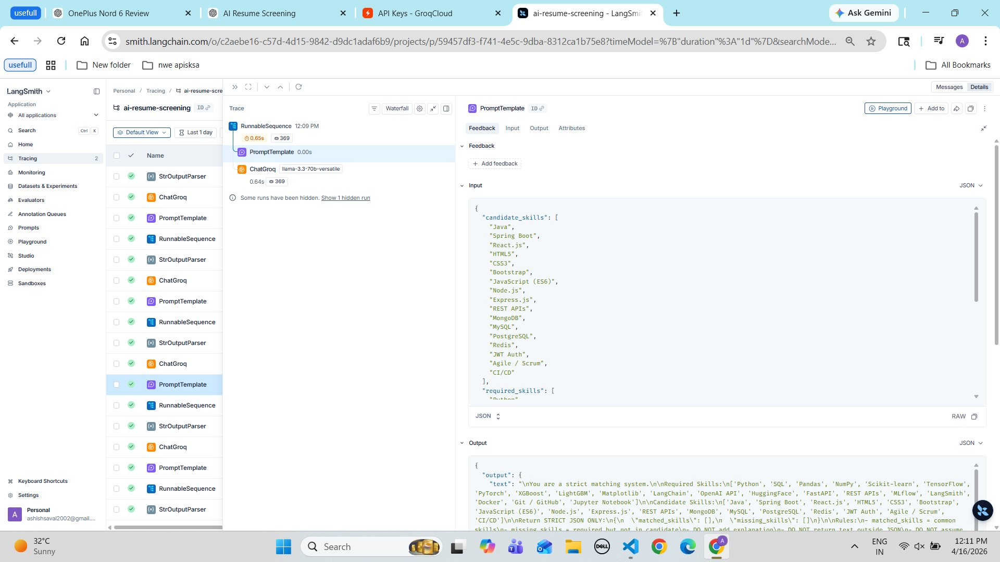 usefull
OnePlus Nord 6 Review
AI Resume Screening
API Keys - GroqCloud
ai-resume-screening - LangSmi
Ask Gemini
smith.langchain.com/o/c2aebe16-c57d-4d15-9842-d9dc1adaf6b9/projects/p/59457df3-f741-4e5c-9dba-8312ca1b75e8?timeModel=%7B"duration"%3A"1d"%7D&searchMode...
A
usefull
New folder
nwe apisksa
All Bookmarks
LangSmith
Application
All applications
Search Ctrl K
Home
Tracing 2
Monitoring
Datasets & Experiments
Evaluators
Annotation Queues
Prompts
Playground
Studio
Deployments
Sandboxes
Keyboard Shortcuts
Settings
A
Personal
ashishsaval2002@gmail....
Personal / Tracing / ai-resume-scre
ai-resume-screening ID
Default View
Last 1 day
Name
StrOutputParser
ChatGroq
PromptTemplate
RunnableSequence
StrOutputParser
ChatGroq
PromptTemplate
RunnableSequence
StrOutputParser
ChatGroq
PromptTemplate
RunnableSequence
StrOutputParser
ChatGroq
PromptTemplate
RunnableSequence
StrOutputParser
Messages Details
Trace
Waterfall
RunnableSequence 12:09 PM
0.65s 369
PromptTemplate 0.00s
ChatGroq llama-3.3-70b-versatile
0.64s 369
Some runs have been hidden. Show 1 hidden run
PromptTemplate ID
Playground
Add to
Feedback Input Output Attributes
Feedback
Add feedback
Input
JSON
{
"candidate_skills": [
"Java",
"Spring Boot",
"React.js",
"HTML5",
"CSS3",
"Bootstrap",
"JavaScript (ES6)",
"Node.js",
"Express.js",
"REST APIs",
"MongoDB",
"MySQL",
"PostgreSQL",
"Redis",
"JWT Auth",
"Agile / Scrum",
"CI/CD"
],
"required_skills": [
"Python"
JSON
RAW
Output
JSON
{
"output": {
"text": "\nYou are a strict matching system.\n\nRequired Skills:\n['Python', 'SQL', 'Pandas', 'NumPy', 'Scikit-learn', 'TensorFlow',
'PyTorch', 'XGBoost', 'LightGBM', 'Matplotlib', 'LangChain', 'OpenAI API', 'HuggingFace', 'FastAPI', 'REST APIs', 'MLflow', 'LangSmith',
'Docker', 'Git / GitHub', 'Jupyter Notebook']\n\nCandidate Skills:\n['Java', 'Spring Boot', 'React.js', 'HTML5', 'CSS3', 'Bootstrap',
'JavaScript (ES6)', 'Node.js', 'Express.js', 'REST APIs', 'MongoDB', 'MySQL', 'PostgreSQL', 'Redis', 'JWT Auth', 'Agile / Scrum',
'CI/CD']\n\nReturn STRICT JSON ONLY:\n{\n  \"matched_skills\": [],\n  \"missing_skills\": []\n}\n\nRules:\n- matched_skills = common
skills\n- missing_skills = required but not in candidate\n- DO NOT add explanation\n- DO NOT return text outside JSON\n- DO NOT assume
32°C
Sunny
Search
DELL
A
ENG
IN
12:11 PM
4/16/2026